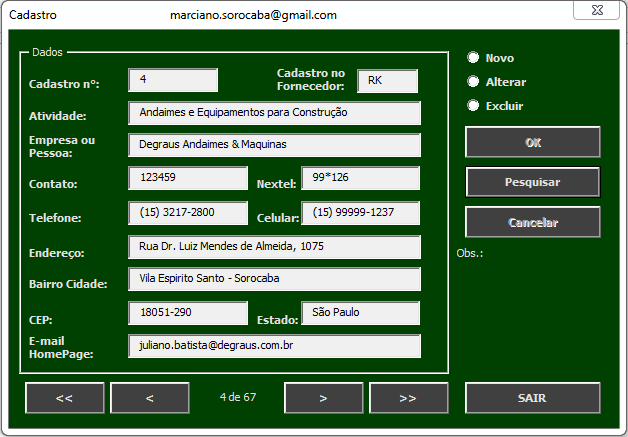 Cadastro marciano.sorocaba@gmail.com
Dados
Cadastro n°: 4 Cadastro no Fornecedor: RK
Atividade: Andaimes e Equipamentos para Construção
Empresa ou Pessoa: Degraus Andaimes & Maquinas
Contato: 123459 Nextel: 99*126
Telefone: (15) 3217-2800 Celular: (15) 99999-1237
Endereço: Rua Dr. Luiz Mendes de Almeida, 1075
Bairro Cidade: Vila Espirito Santo - Sorocaba
CEP: 18051-290 Estado: São Paulo
E-mail HomePage: juliano.batista@degraus.com.br
<< < 4 de 67 > >>
Novo
Alterar
Excluir
OK
Pesquisar
Cancelar
Obs.:
SAIR